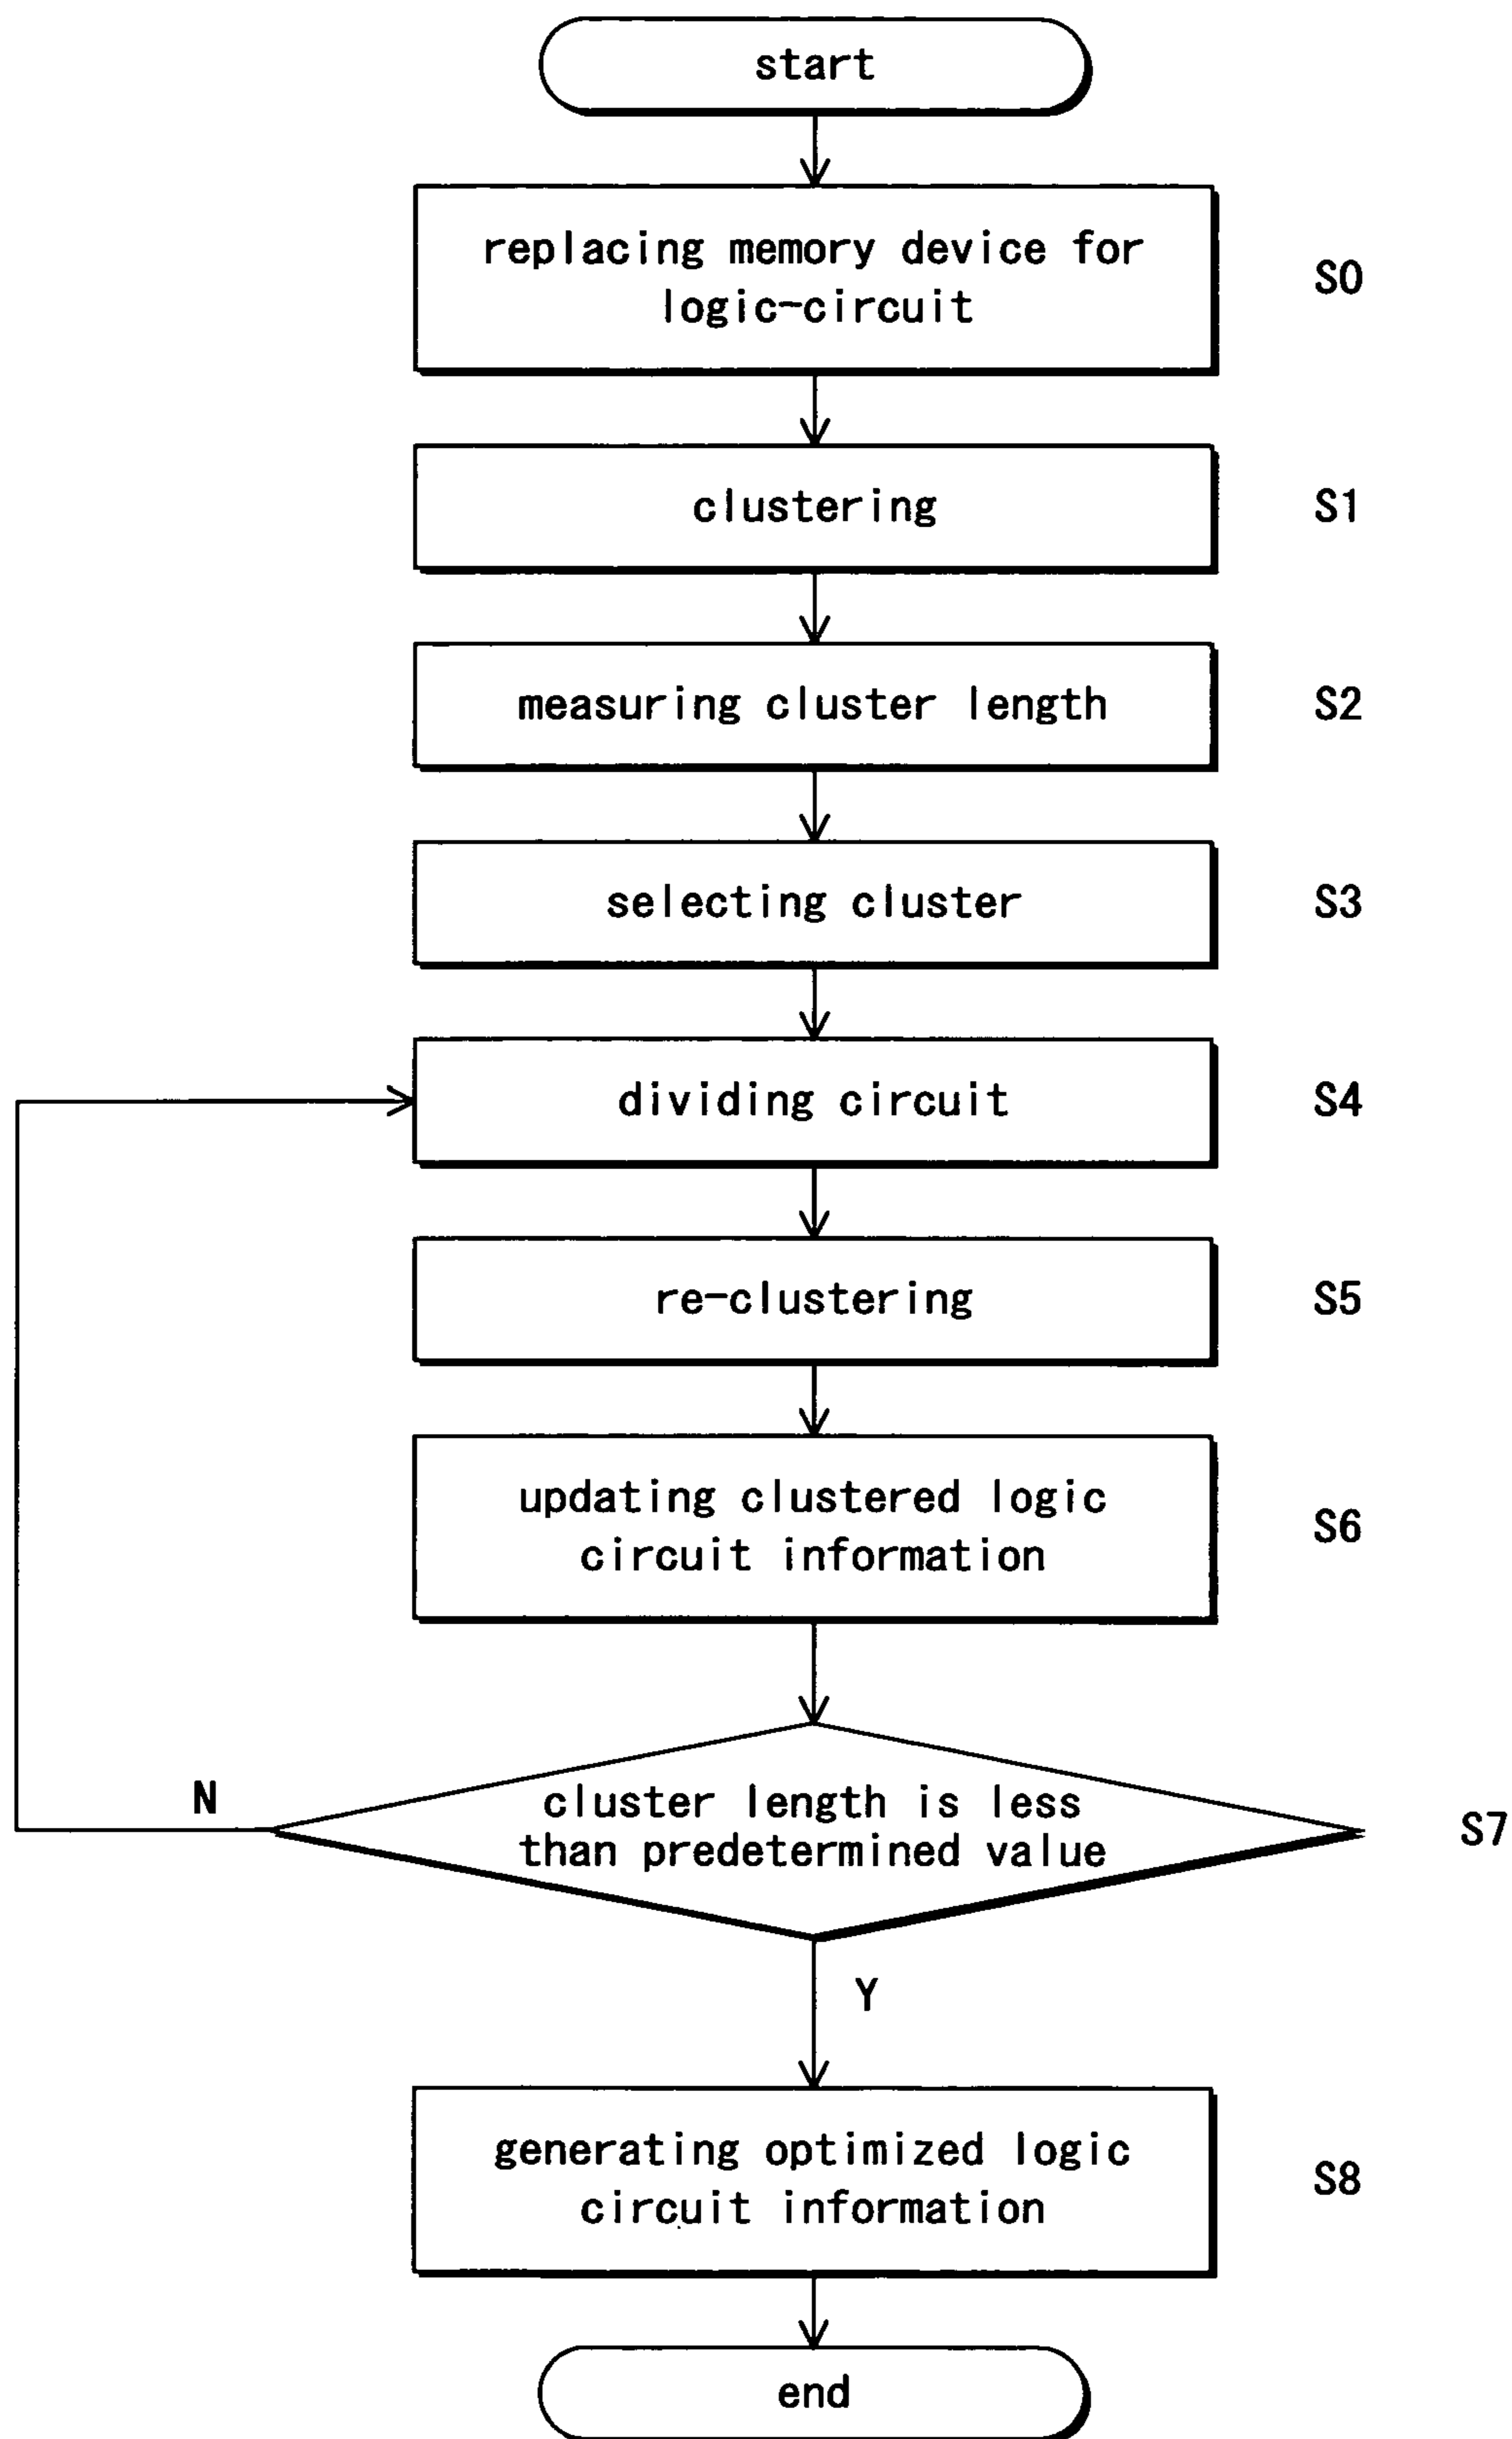 start
replacing memory device for
logic-circuit
S0
clustering
S1
measuring cluster length
S2
selecting cluster
S3
dividing circuit
S4
re-clustering
S5
updating clustered logic
circuit information
S6
N
cluster length is less
than predetermined value
S7
Y
generating optimized logic
circuit information
S8
end